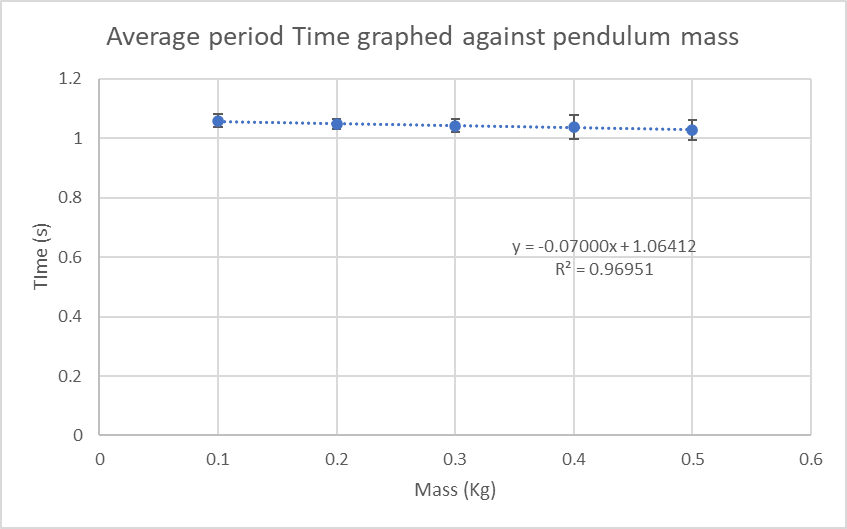 Average period Time graphed against pendulum mass
1.2
1
0.8
0.6
0.4
0.2
0
TIme (s)
y = -0.07000x + 1.06412
R² = 0.96951
0 0.1 0.2 0.3 0.4 0.5 0.6
Mass (Kg)